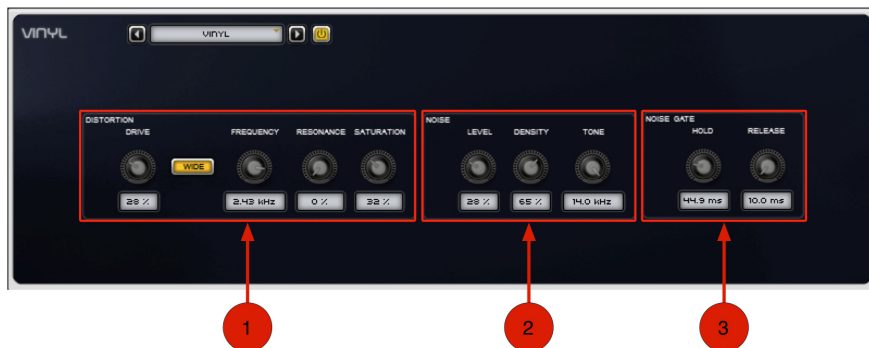 VINYL
VINYL
DISTORTION
DRIVE
WIDE
FREQUENCY
RESONANCE
SATURATION
28 %
2.43 kHz
0 %
32 %
NOISE
LEVEL
DENSITY
TONE
28 %
65 %
14.0 kHz
NOISE GATE
HOLD
RELEASE
44.9 ms
10.0 ms
1
2
3